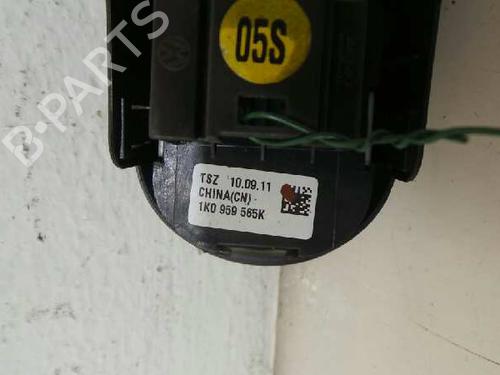 05S
TSZ 10.09.11
CHINA(CN)
1K0 959 565K
B-PARTS